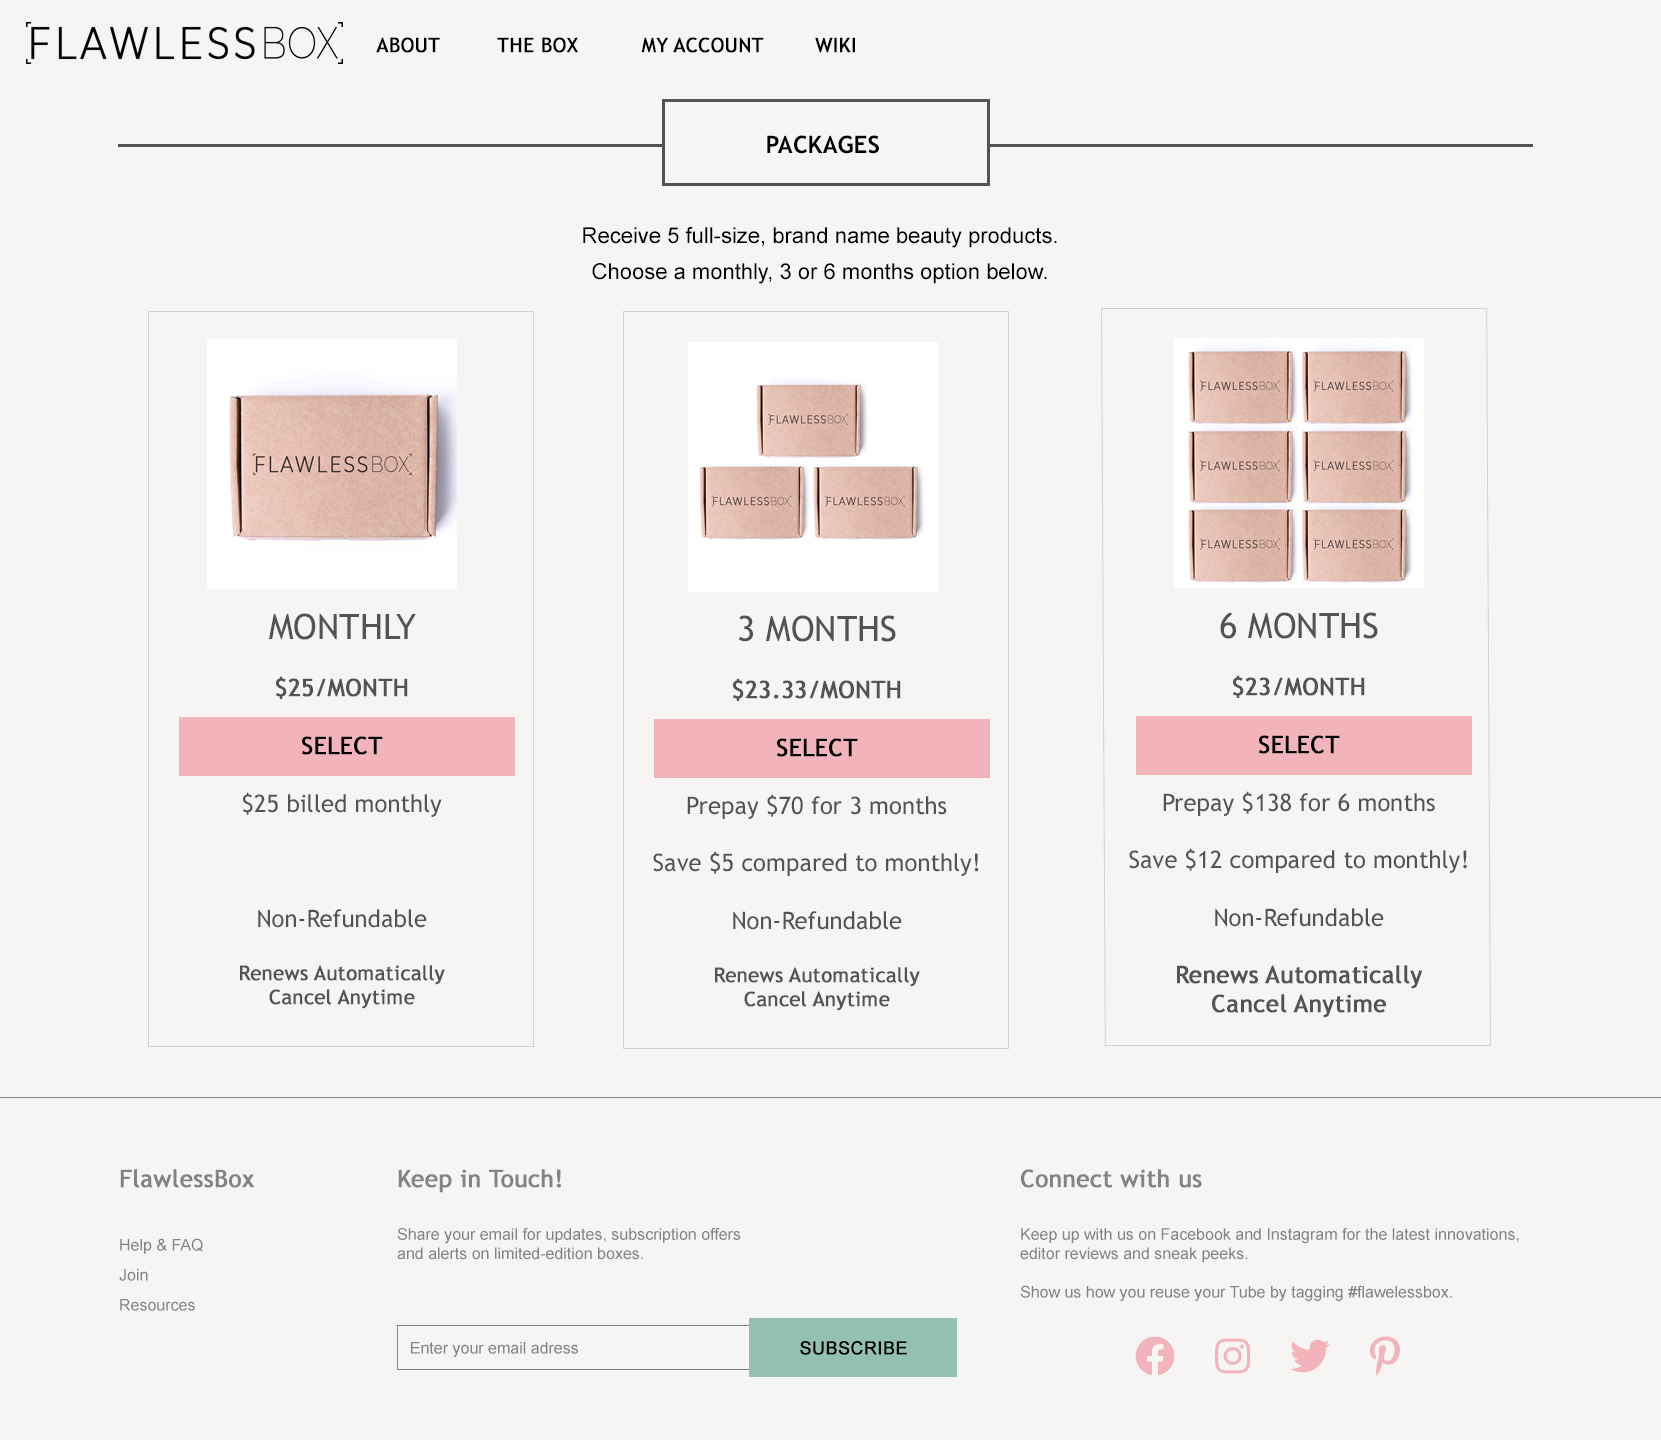 FLAWLESSBOX ABOUT THE BOX MY ACCOUNT WIKI
PACKAGES
Receive 5 full-size, brand name beauty products.
Choose a monthly, 3 or 6 months option below.
FLAWLESSBOX
MONTHLY
$25/MONTH
SELECT
$25 billed monthly
Non-Refundable
Renews Automatically
Cancel Anytime
FLAWLESSBOX
FLAWLESSBOX FLAWLESSBOX
3 MONTHS
$23.33/MONTH
SELECT
Prepay $70 for 3 months
Save $5 compared to monthly!
Non-Refundable
Renews Automatically
Cancel Anytime
FLAWLESSBOX FLAWLESSBOX
FLAWLESSBOX FLAWLESSBOX
FLAWLESSBOX FLAWLESSBOX
6 MONTHS
$23/MONTH
SELECT
Prepay $138 for 6 months
Save $12 compared to monthly!
Non-Refundable
Renews Automatically
Cancel Anytime
FlawlessBox
Help & FAQ
Join
Resources
Keep in Touch!
Share your email for updates, subscription offers
and alerts on limited-edition boxes.
Enter your email adress
SUBSCRIBE
Connect with us
Keep up with us on Facebook and Instagram for the latest innovations,
editor reviews and sneak peeks.
Show us how you reuse your Tube by tagging #flawelessbox.